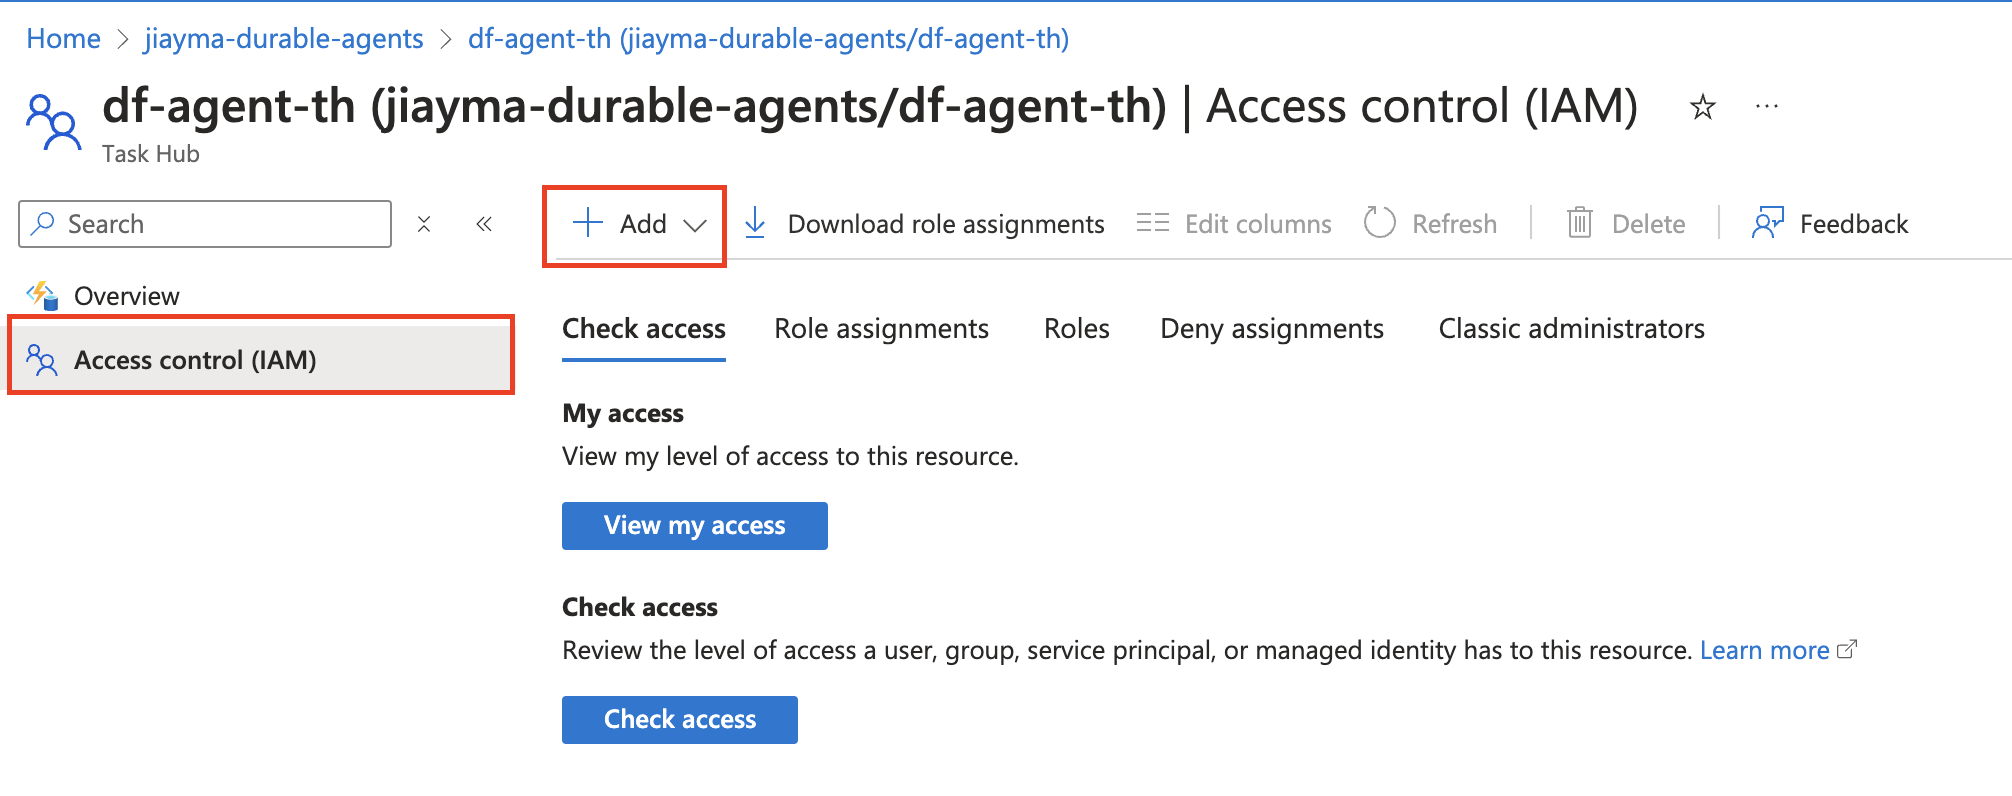 Home > jiayma-durable-agents > df-agent-th (jiayma-durable-agents/df-agent-th)
df-agent-th (jiayma-durable-agents/df-agent-th) | Access control (IAM) ☆ ...
Task Hub
Search
Add Download role assignments Edit columns Refresh Delete Feedback
Overview
Access control (IAM)
Check access Role assignments Roles Deny assignments Classic administrators
My access
View my level of access to this resource.
View my access
Check access
Review the level of access a user, group, service principal, or managed identity has to this resource. Learn more
Check access